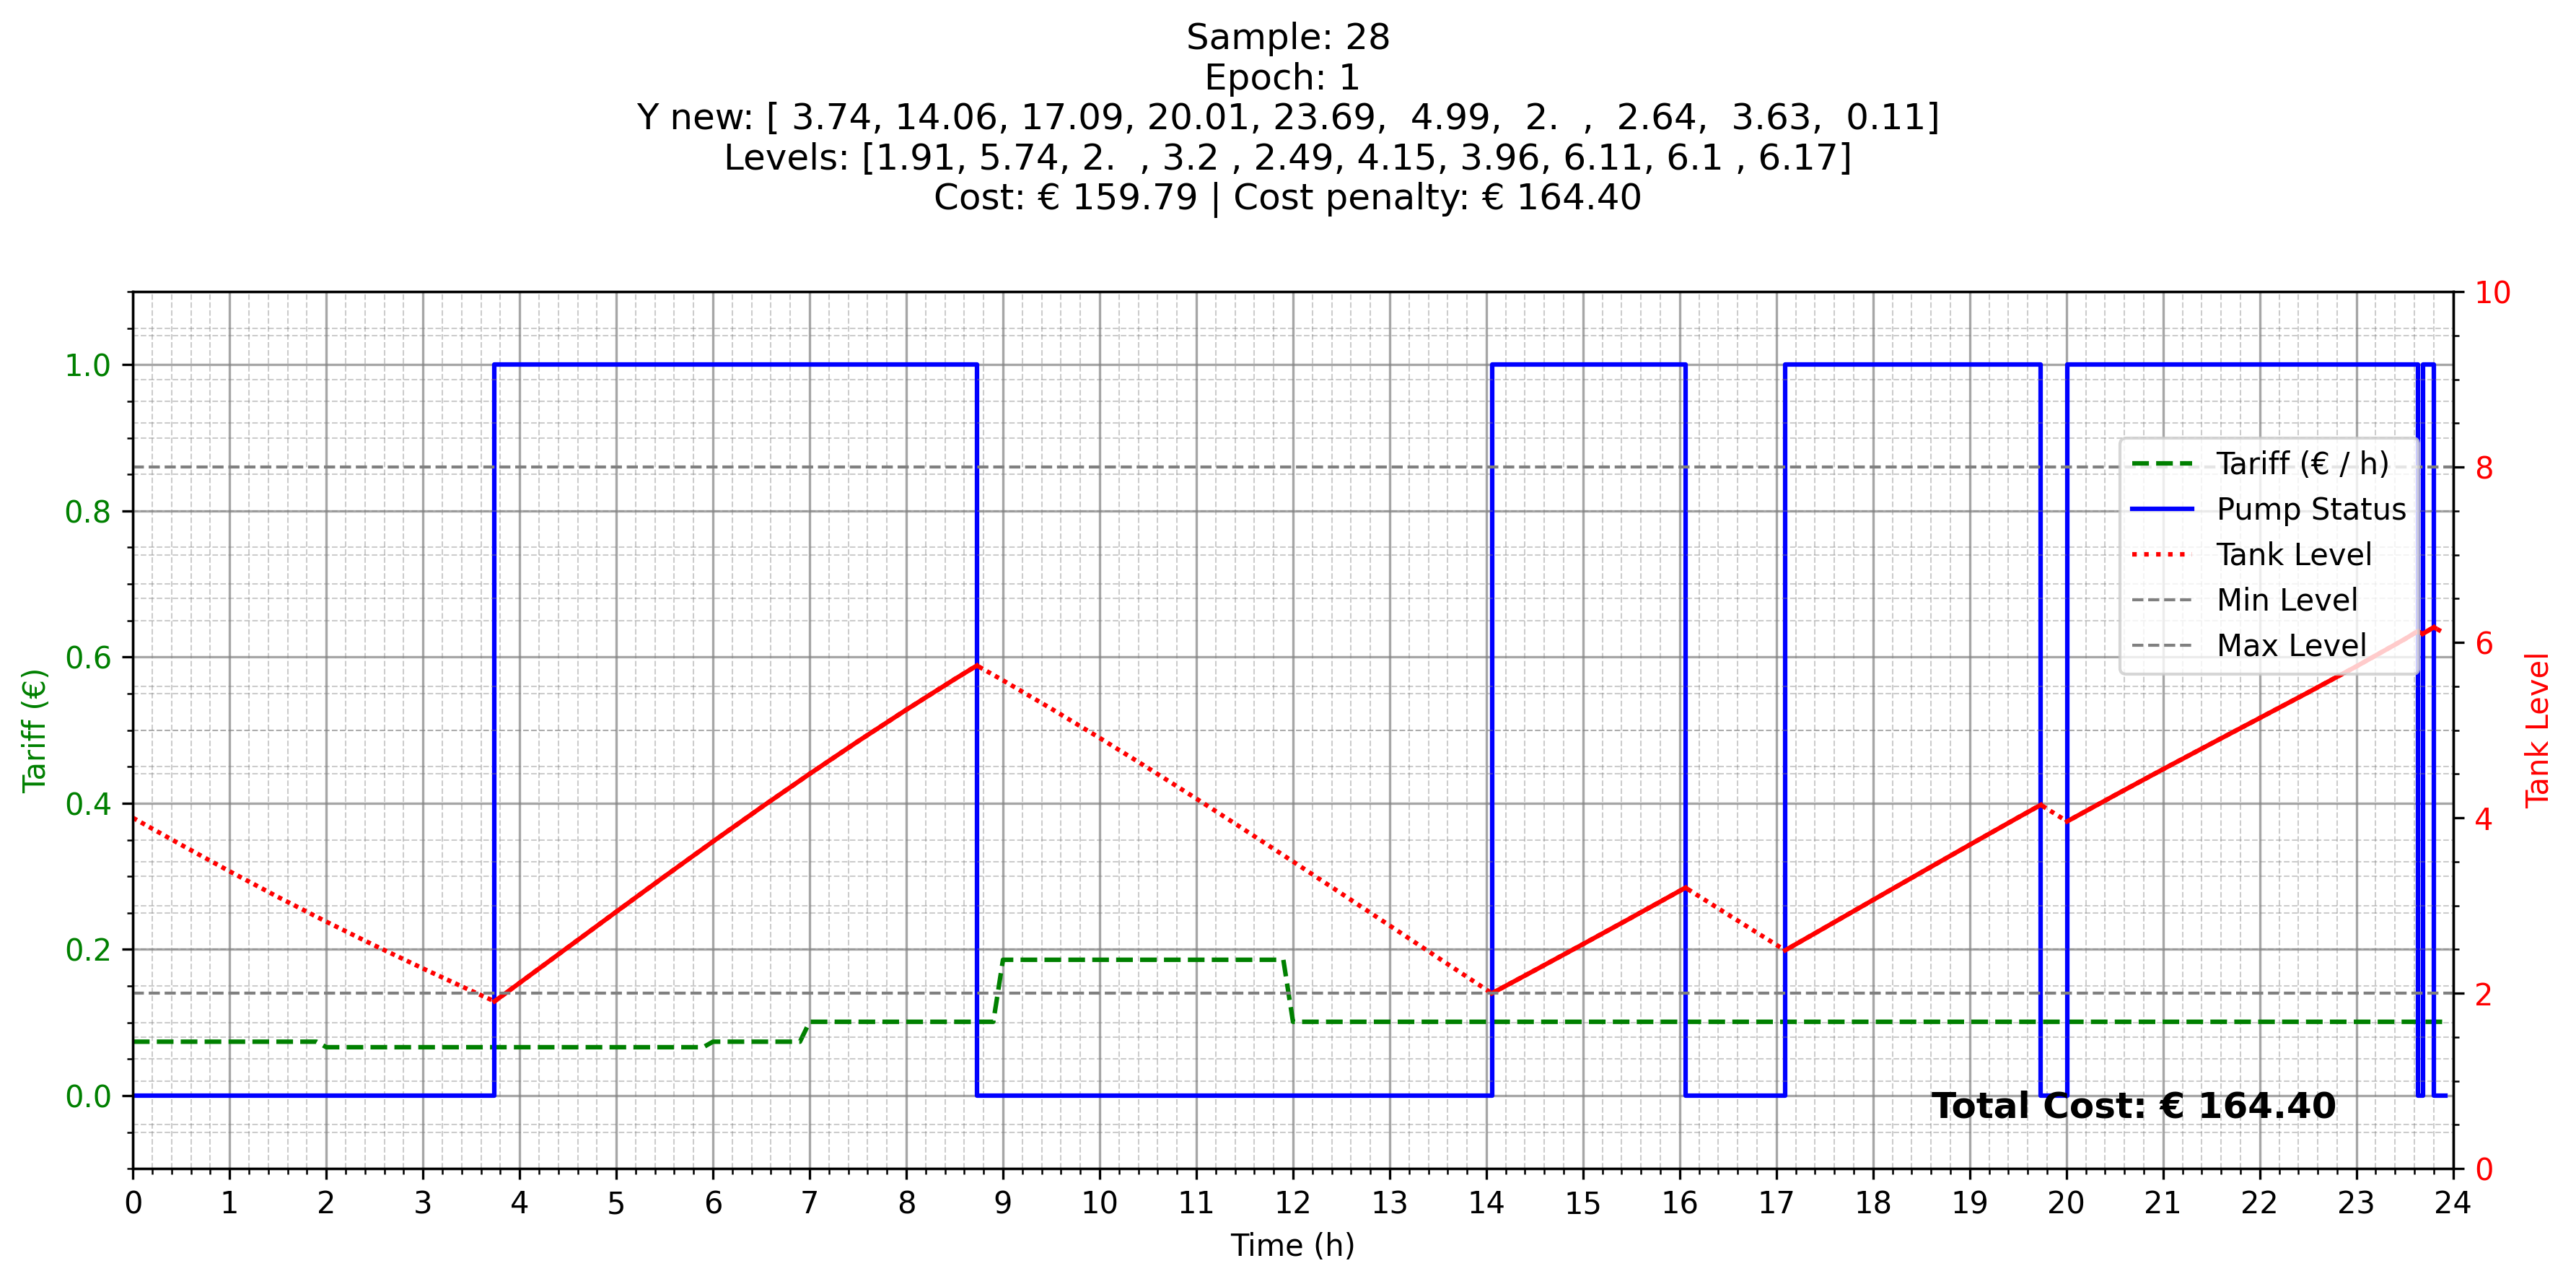 Sample: 28
Epoch: 1
Y new: [ 3.74, 14.06, 17.09, 20.01, 23.69,  4.99,  2.  ,  2.64,  3.63,  0.11]
Levels: [1.91, 5.74, 2.  , 3.2 , 2.49, 4.15, 3.96, 6.11, 6.1 , 6.17]
Cost: € 159.79 | Cost penalty: € 164.40
Tariff (€)
1.0
0.8
0.6
0.4
0.2
0.0
10
8
6
4
2
0
Tank Level
Tariff (€ / h)
Pump Status
Tank Level
Min Level
Max Level
Total Cost: € 164.40
0 1 2 3 4 5 6 7 8 9 10 11 12 13 14 15 16 17 18 19 20 21 22 23 24
Time (h)